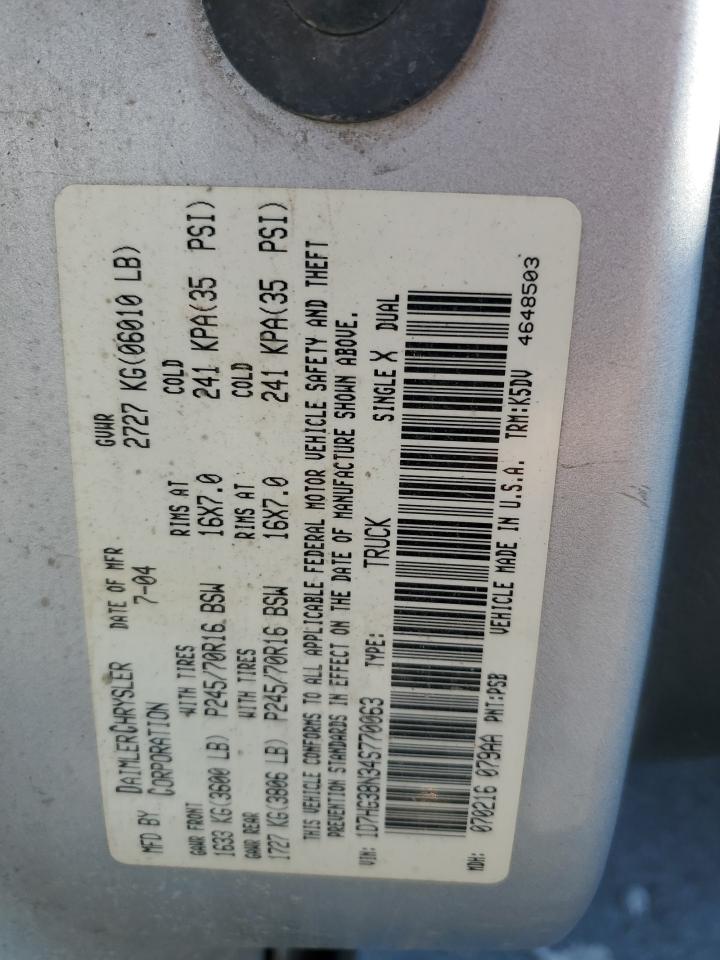 MFD BY DAIMLERCHRYSLER CORPORATION DATE OF MFR 7-04 GVWR 2727 KG(06010 LB)
GAWR FRONT WITH TIRES RIMS AT COLD
1633 KG(3600 LB) P245/70R16 BSW 16X7.0 241 KPA(35 PSI)
GAWR REAR WITH TIRES RIMS AT COLD
1727 KG(3806 LB) P245/70R16 BSW 16X7.0 241 KPA(35 PSI)
THIS VEHICLE CONFORMS TO ALL APPLICABLE FEDERAL MOTOR VEHICLE SAFETY AND THEFT
PREVENTION STANDARDS IN EFFECT ON THE DATE OF MANUFACTURE SHOWN ABOVE.
VIN: 1D7HG38N34S770063 TYPE: TRUCK SINGLE X DUAL
MDH: 070216 079AA PNT:PSB VEHICLE MADE IN U.S.A. TRM:K5DV 4648503